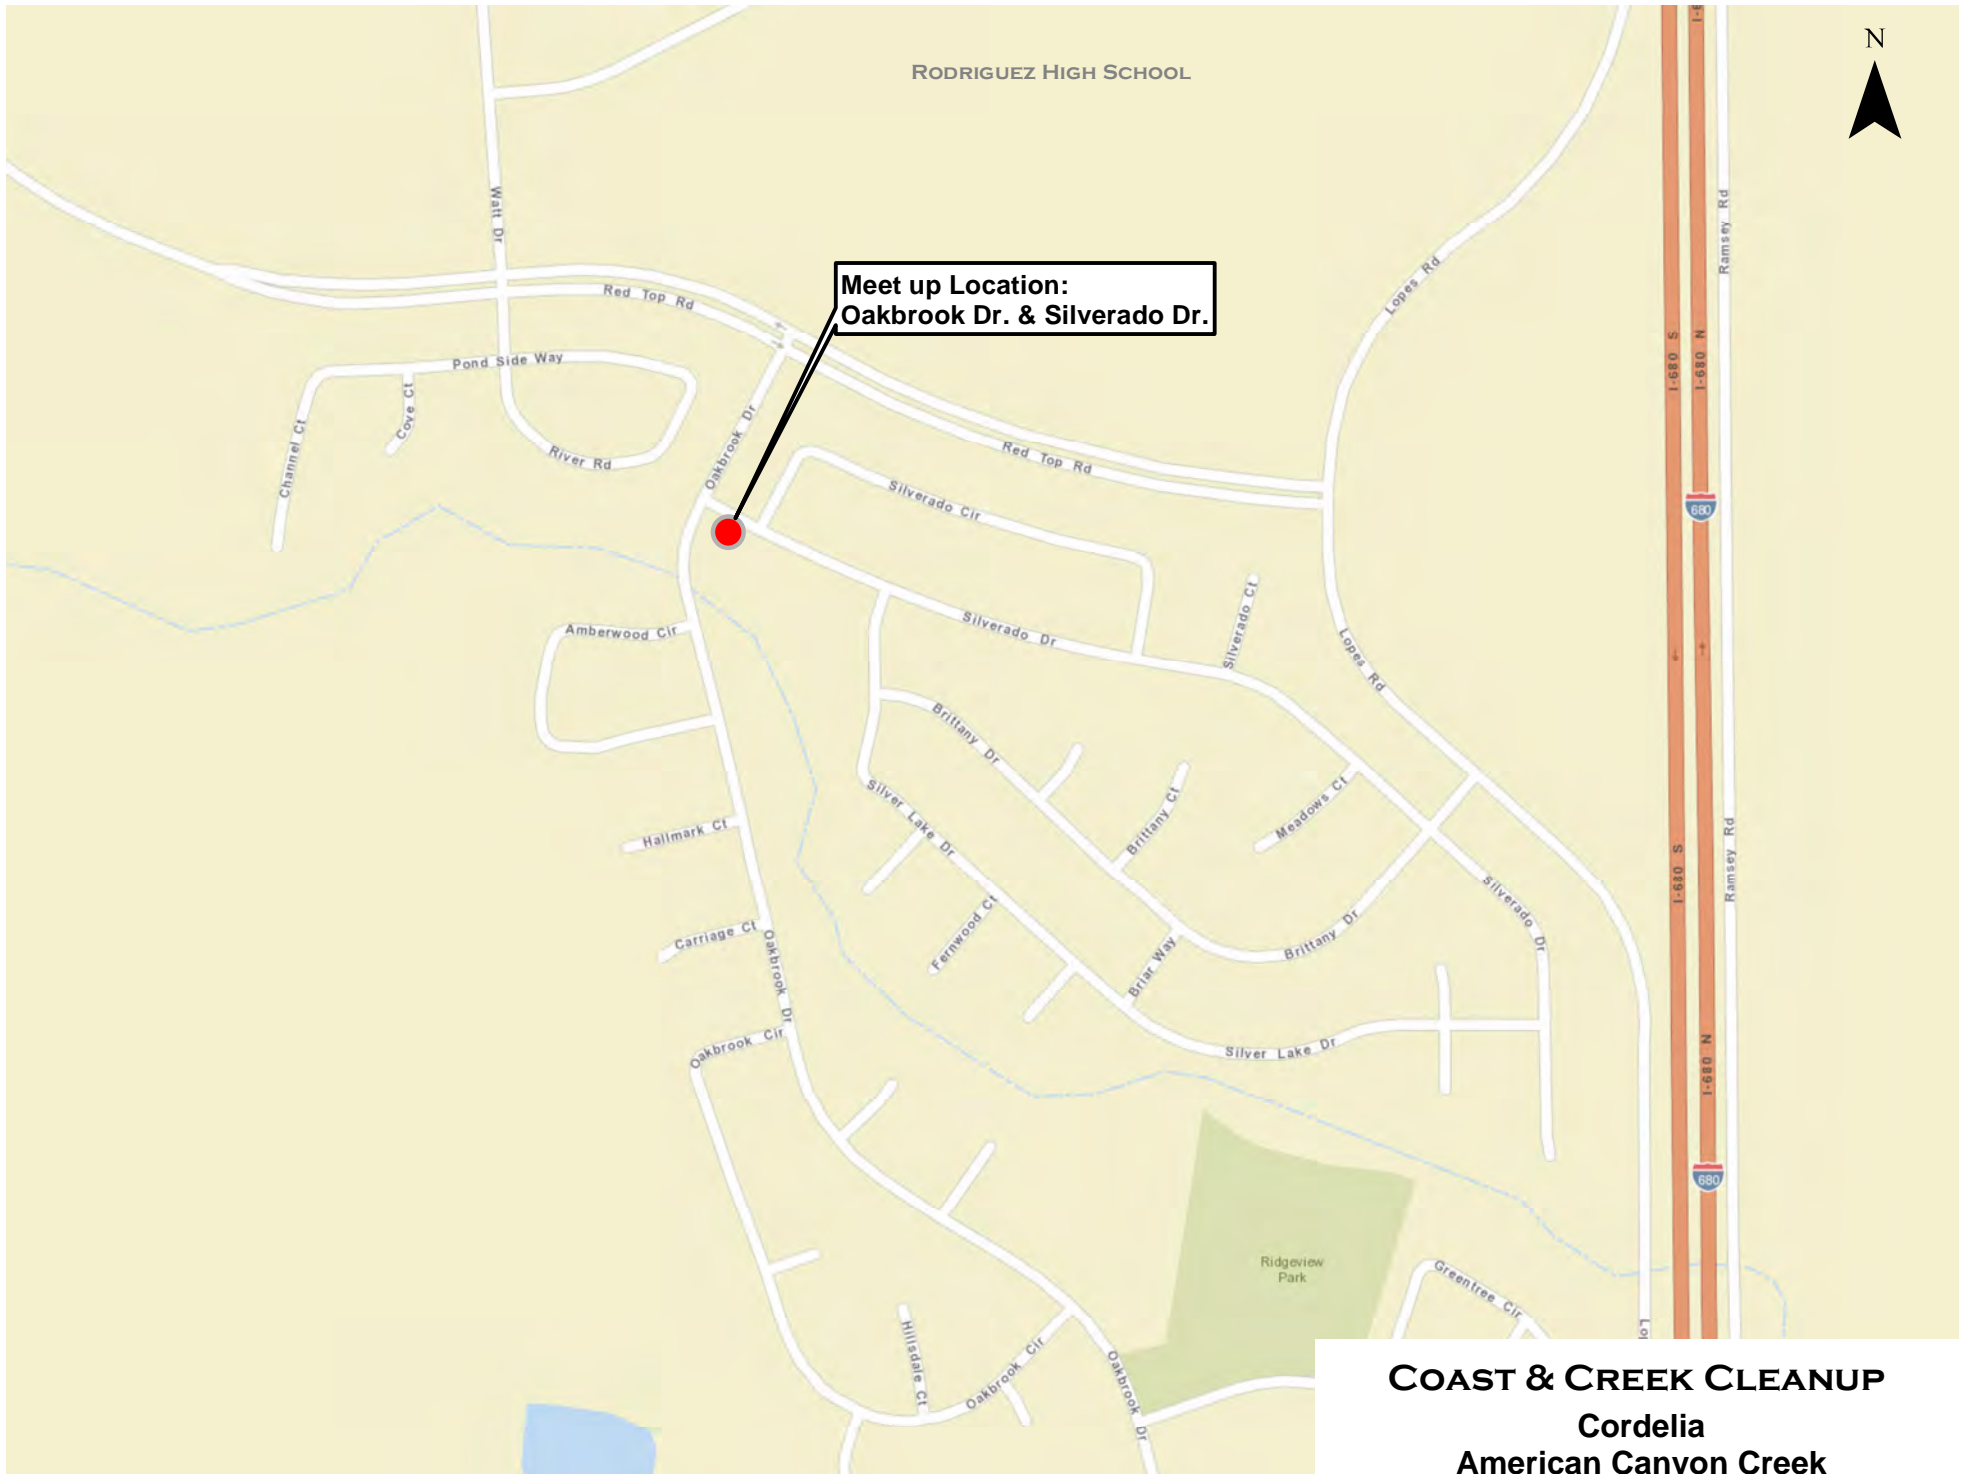 RODRIGUEZ HIGH SCHOOL
N
I-6
Watt Dr
Ramsey Rd
Lopes Rd
Meet up Location:
Oakbrook Dr. & Silverado Dr.
Red Top Rd
I-680 S
I-680 N
Pond Side Way
Cove Ct
Channel Ct
River Rd
Oakbrook Dr
Red Top Rd
Silverado Cir
680
Amberwood Cir
Silverado Dr
Silverado Ct
Lopes Rd
Brittany Dr
Silver Lake Dr
Brittany Ct
Meadows Ct
Hallmark Ct
I-680 S
Ramsey Rd
Silverado Dr
Fernwood Ct
Carriage Ct
Oakbrook Dr
Briar Way
Brittany Dr
Oakbrook Cir
Silver Lake Dr
I-680 N
680
Ridgeview
Park
Greentree Cir
Lop
Hillsdale Ct
Oakbrook Cir
Oakbrook Dr
COAST & CREEK CLEANUP
Cordelia
American Canyon Creek